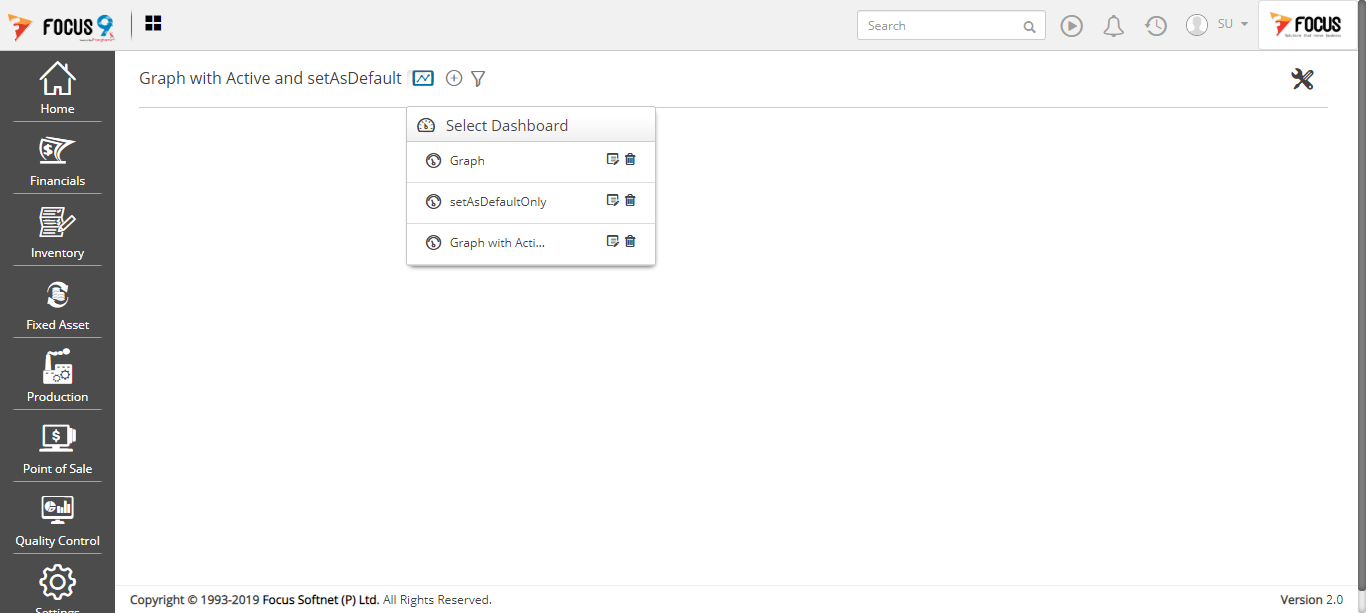 FOCUS 9
Search
SU
FOCUS
Home
Financials
Inventory
Fixed Asset
Production
Point of Sale
Quality Control
Settings
Graph with Active and setAsDefault
Select Dashboard
Graph
setAsDefaultOnly
Graph with Acti...
Copyright © 1993-2019 Focus Softnet (P) Ltd. All Rights Reserved.
Version 2.0